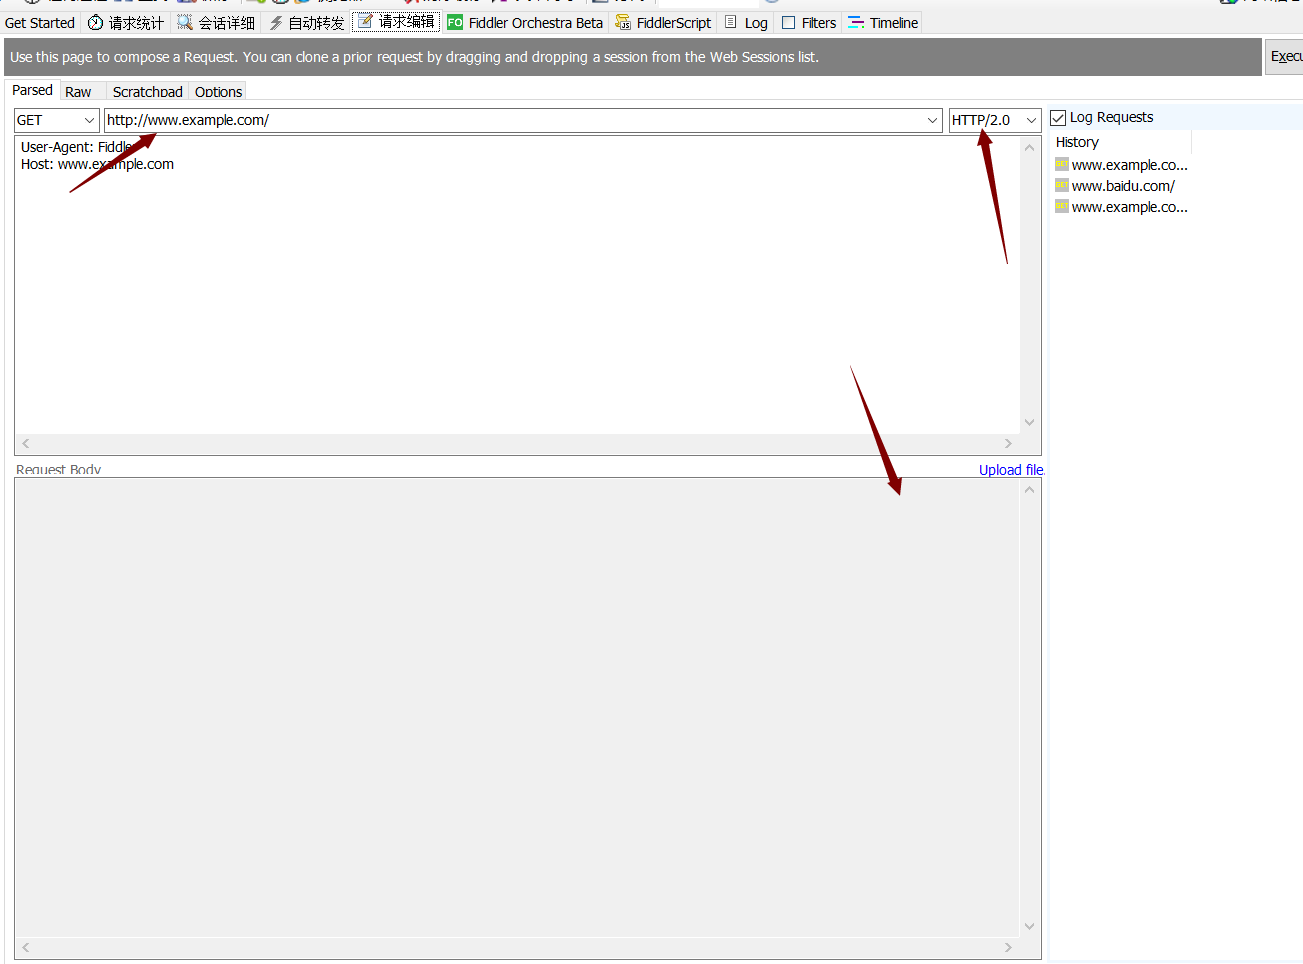 Get Started 请求统计 会话详细 自动转发 请求编辑 FO Fiddler Orchestra Beta FiddlerScript Log Filters Timeline
Use this page to compose a Request. You can clone a prior request by dragging and dropping a session from the Web Sessions list.
Execu
Parsed Raw Scratchpad Options
GET http://www.example.com/ HTTP/2.0
Log Requests
User-Agent: Fiddle
Host: www.example.com
History
www.example.co...
www.baidu.com/
www.example.co...
Request Body
Upload file.